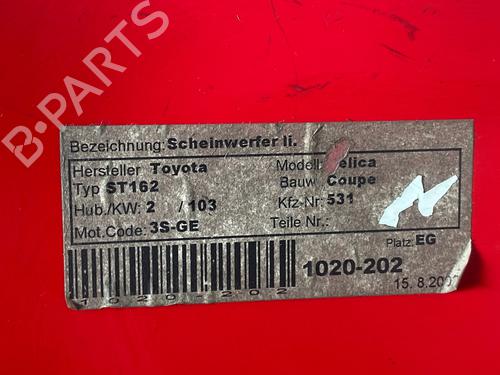 B-PARTS
Bezeichnung: Scheinwerfer li.
Hersteller Toyota
Modell: elica
Typ ST162
Bauw Coupe
Hub./KW: 2 / 103
Kfz-Nr: 531
Mot.Code: 3S-GE
Teile Nr.:
Platz: EG
1020-202
1020-202
15.8.200